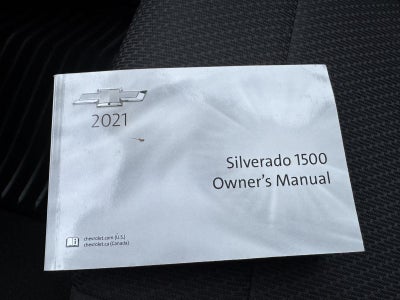 2021
Silverado 1500
Owner's Manual
chevrolet.com (U.S.)
chevrolet.ca (Canada)